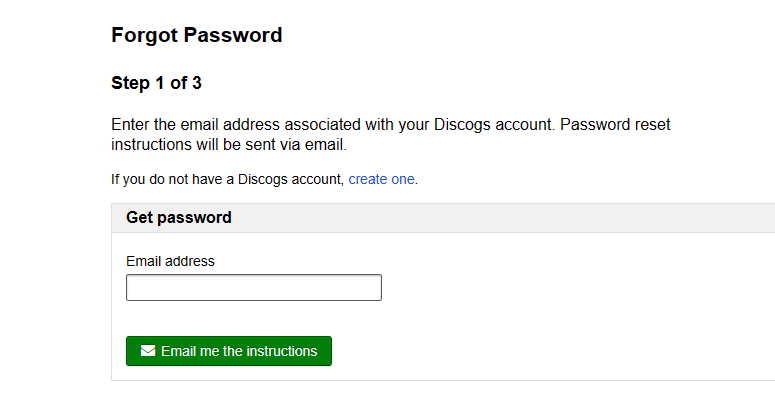 Forgot Password
Step 1 of 3
Enter the email address associated with your Discogs account. Password reset
instructions will be sent via email.
If you do not have a Discogs account, create one.
Get password
Email address
Email me the instructions